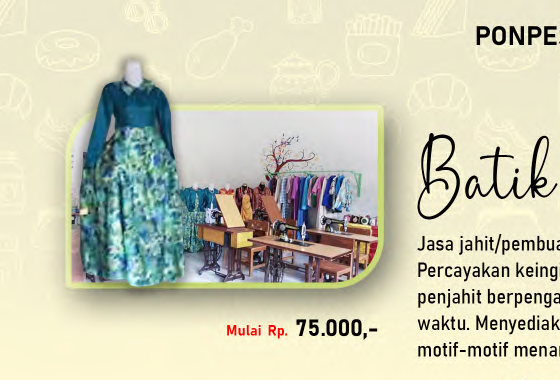 PONPE
Batik
Jasa jahit/pembua
Percayakan keing
penjahit berpenga
waktu. Menyediak
motif-motif mena
Mulai Rp. 75.000,-